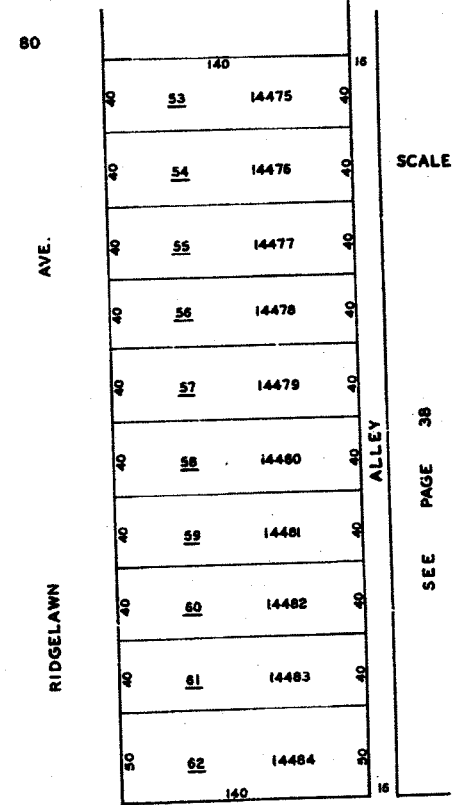 80
140 16
40 53 14475 40
40 54 14476 40
SCALE
40 55 14477 40
AVE.
40 56 14478 40
40 57 14479 40
ALLEY
SEE PAGE 38
40 58 14480 40
40 59 14481 40
40 60 14482 40
RIDGELAWN
40 61 14483 40
50 62 14484 50
140 16